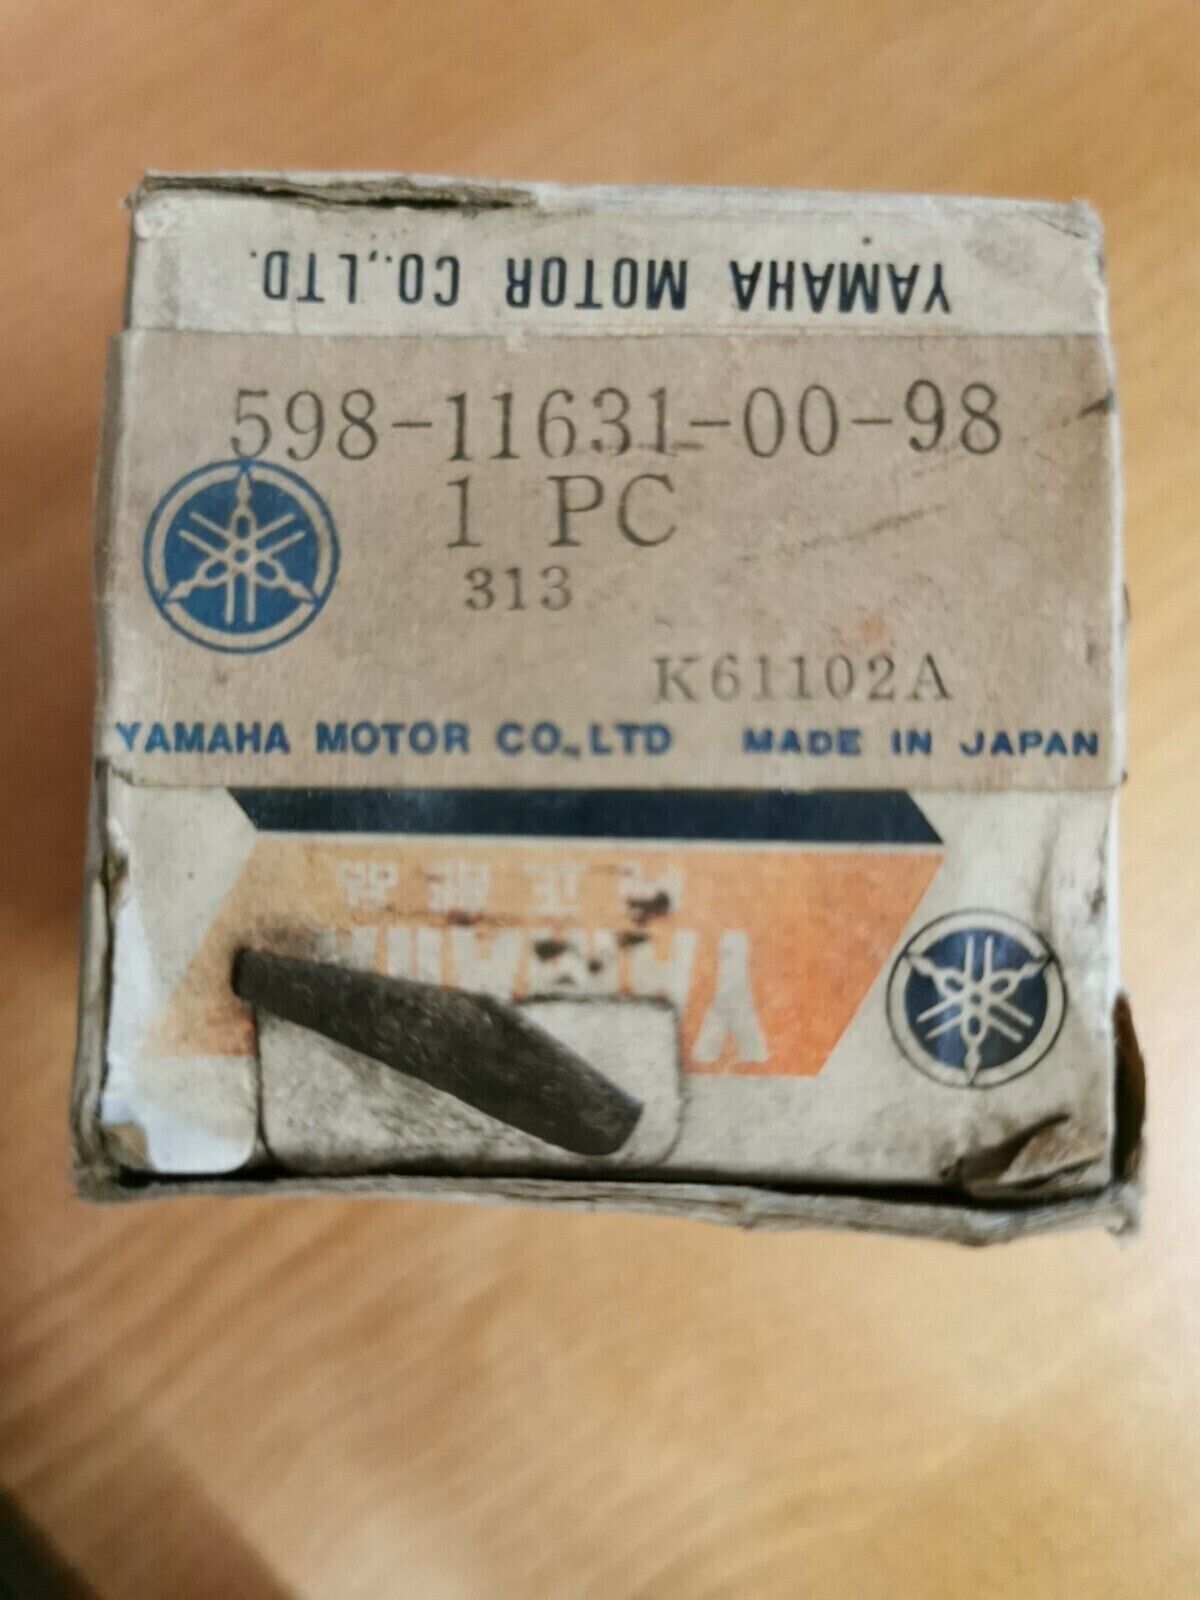 YAMAHA MOTOR CO.,LTD.
598-11631-00-98
1 PC
313
K61102A
YAMAHA MOTOR CO.,LTD MADE IN JAPAN